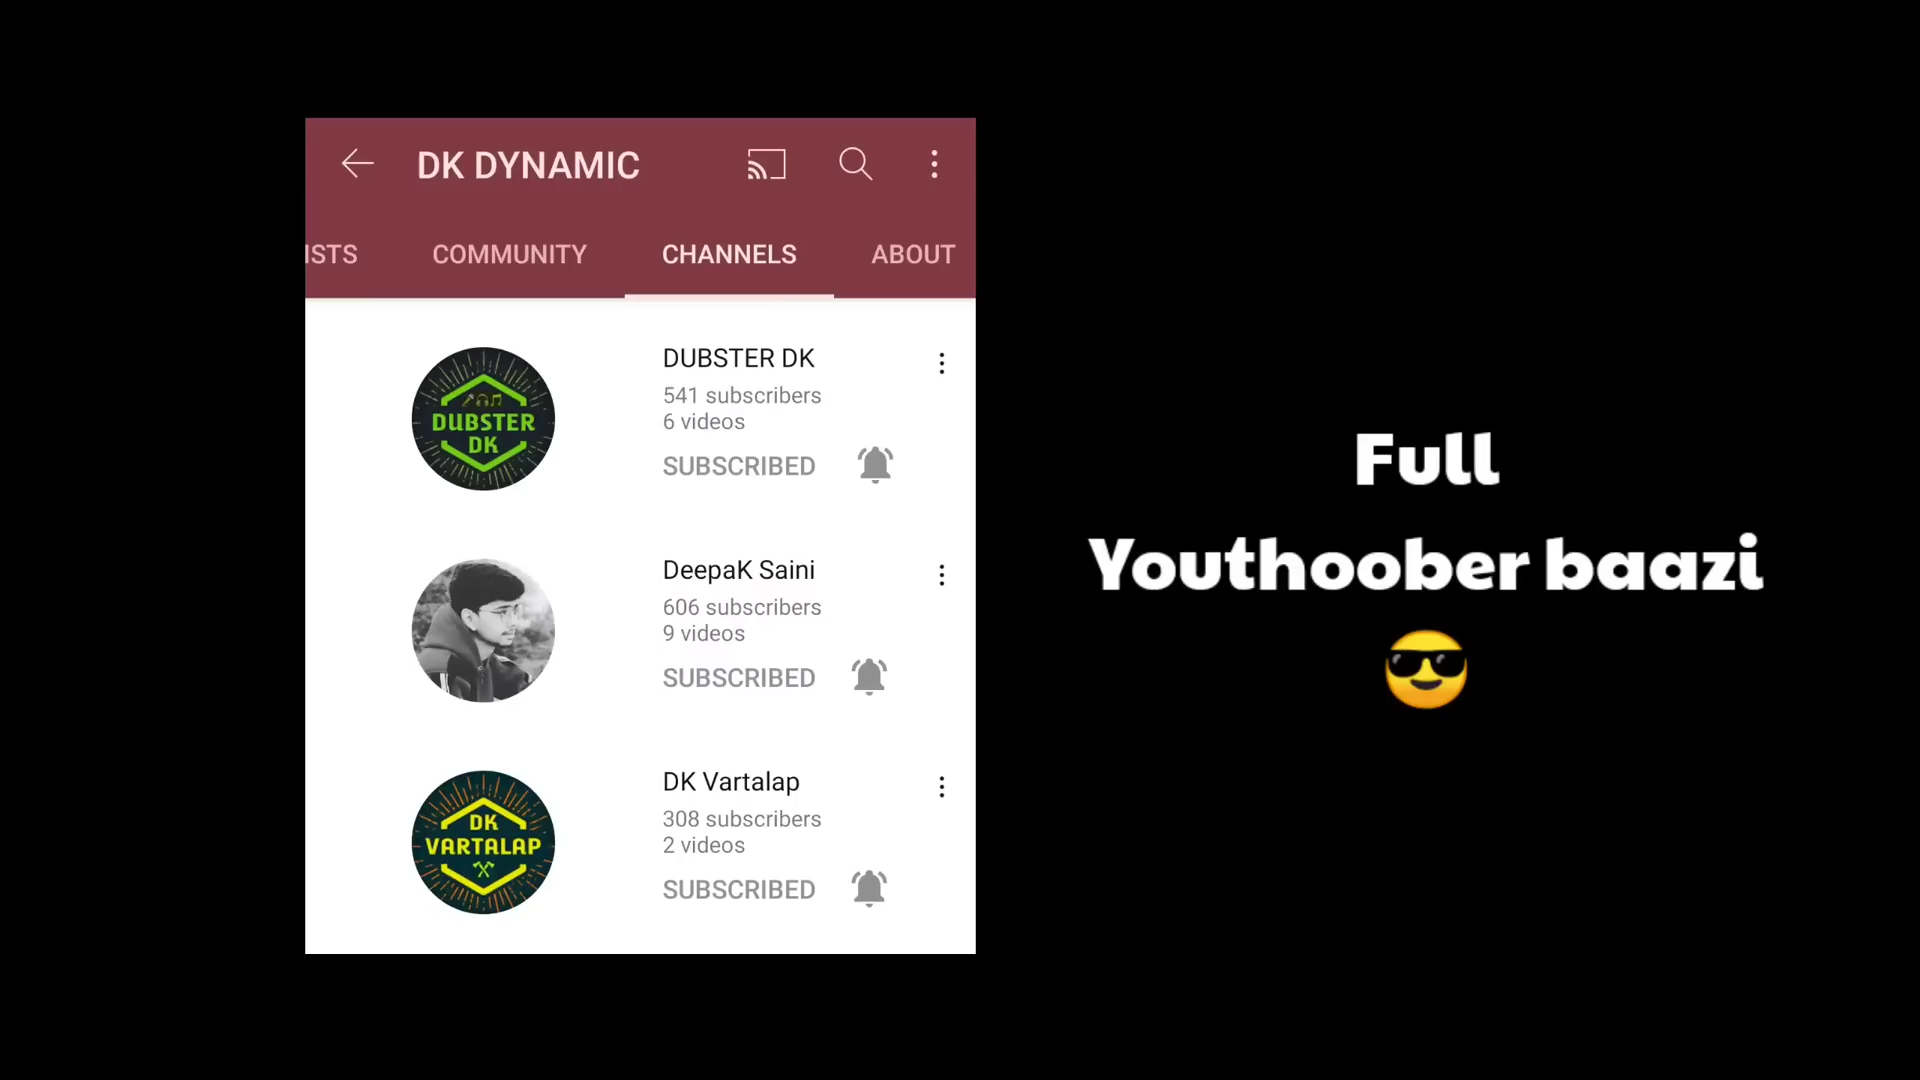 DK DYNAMIC
ISTS COMMUNITY CHANNELS ABOUT
DUBSTER DK
541 subscribers
6 videos
SUBSCRIBED
DUBSTER
DK
DeepaK Saini
606 subscribers
9 videos
SUBSCRIBED
DK Vartalap
308 subscribers
2 videos
SUBSCRIBED
DK
VARTALAP
Full
Youthoober baazi
😎